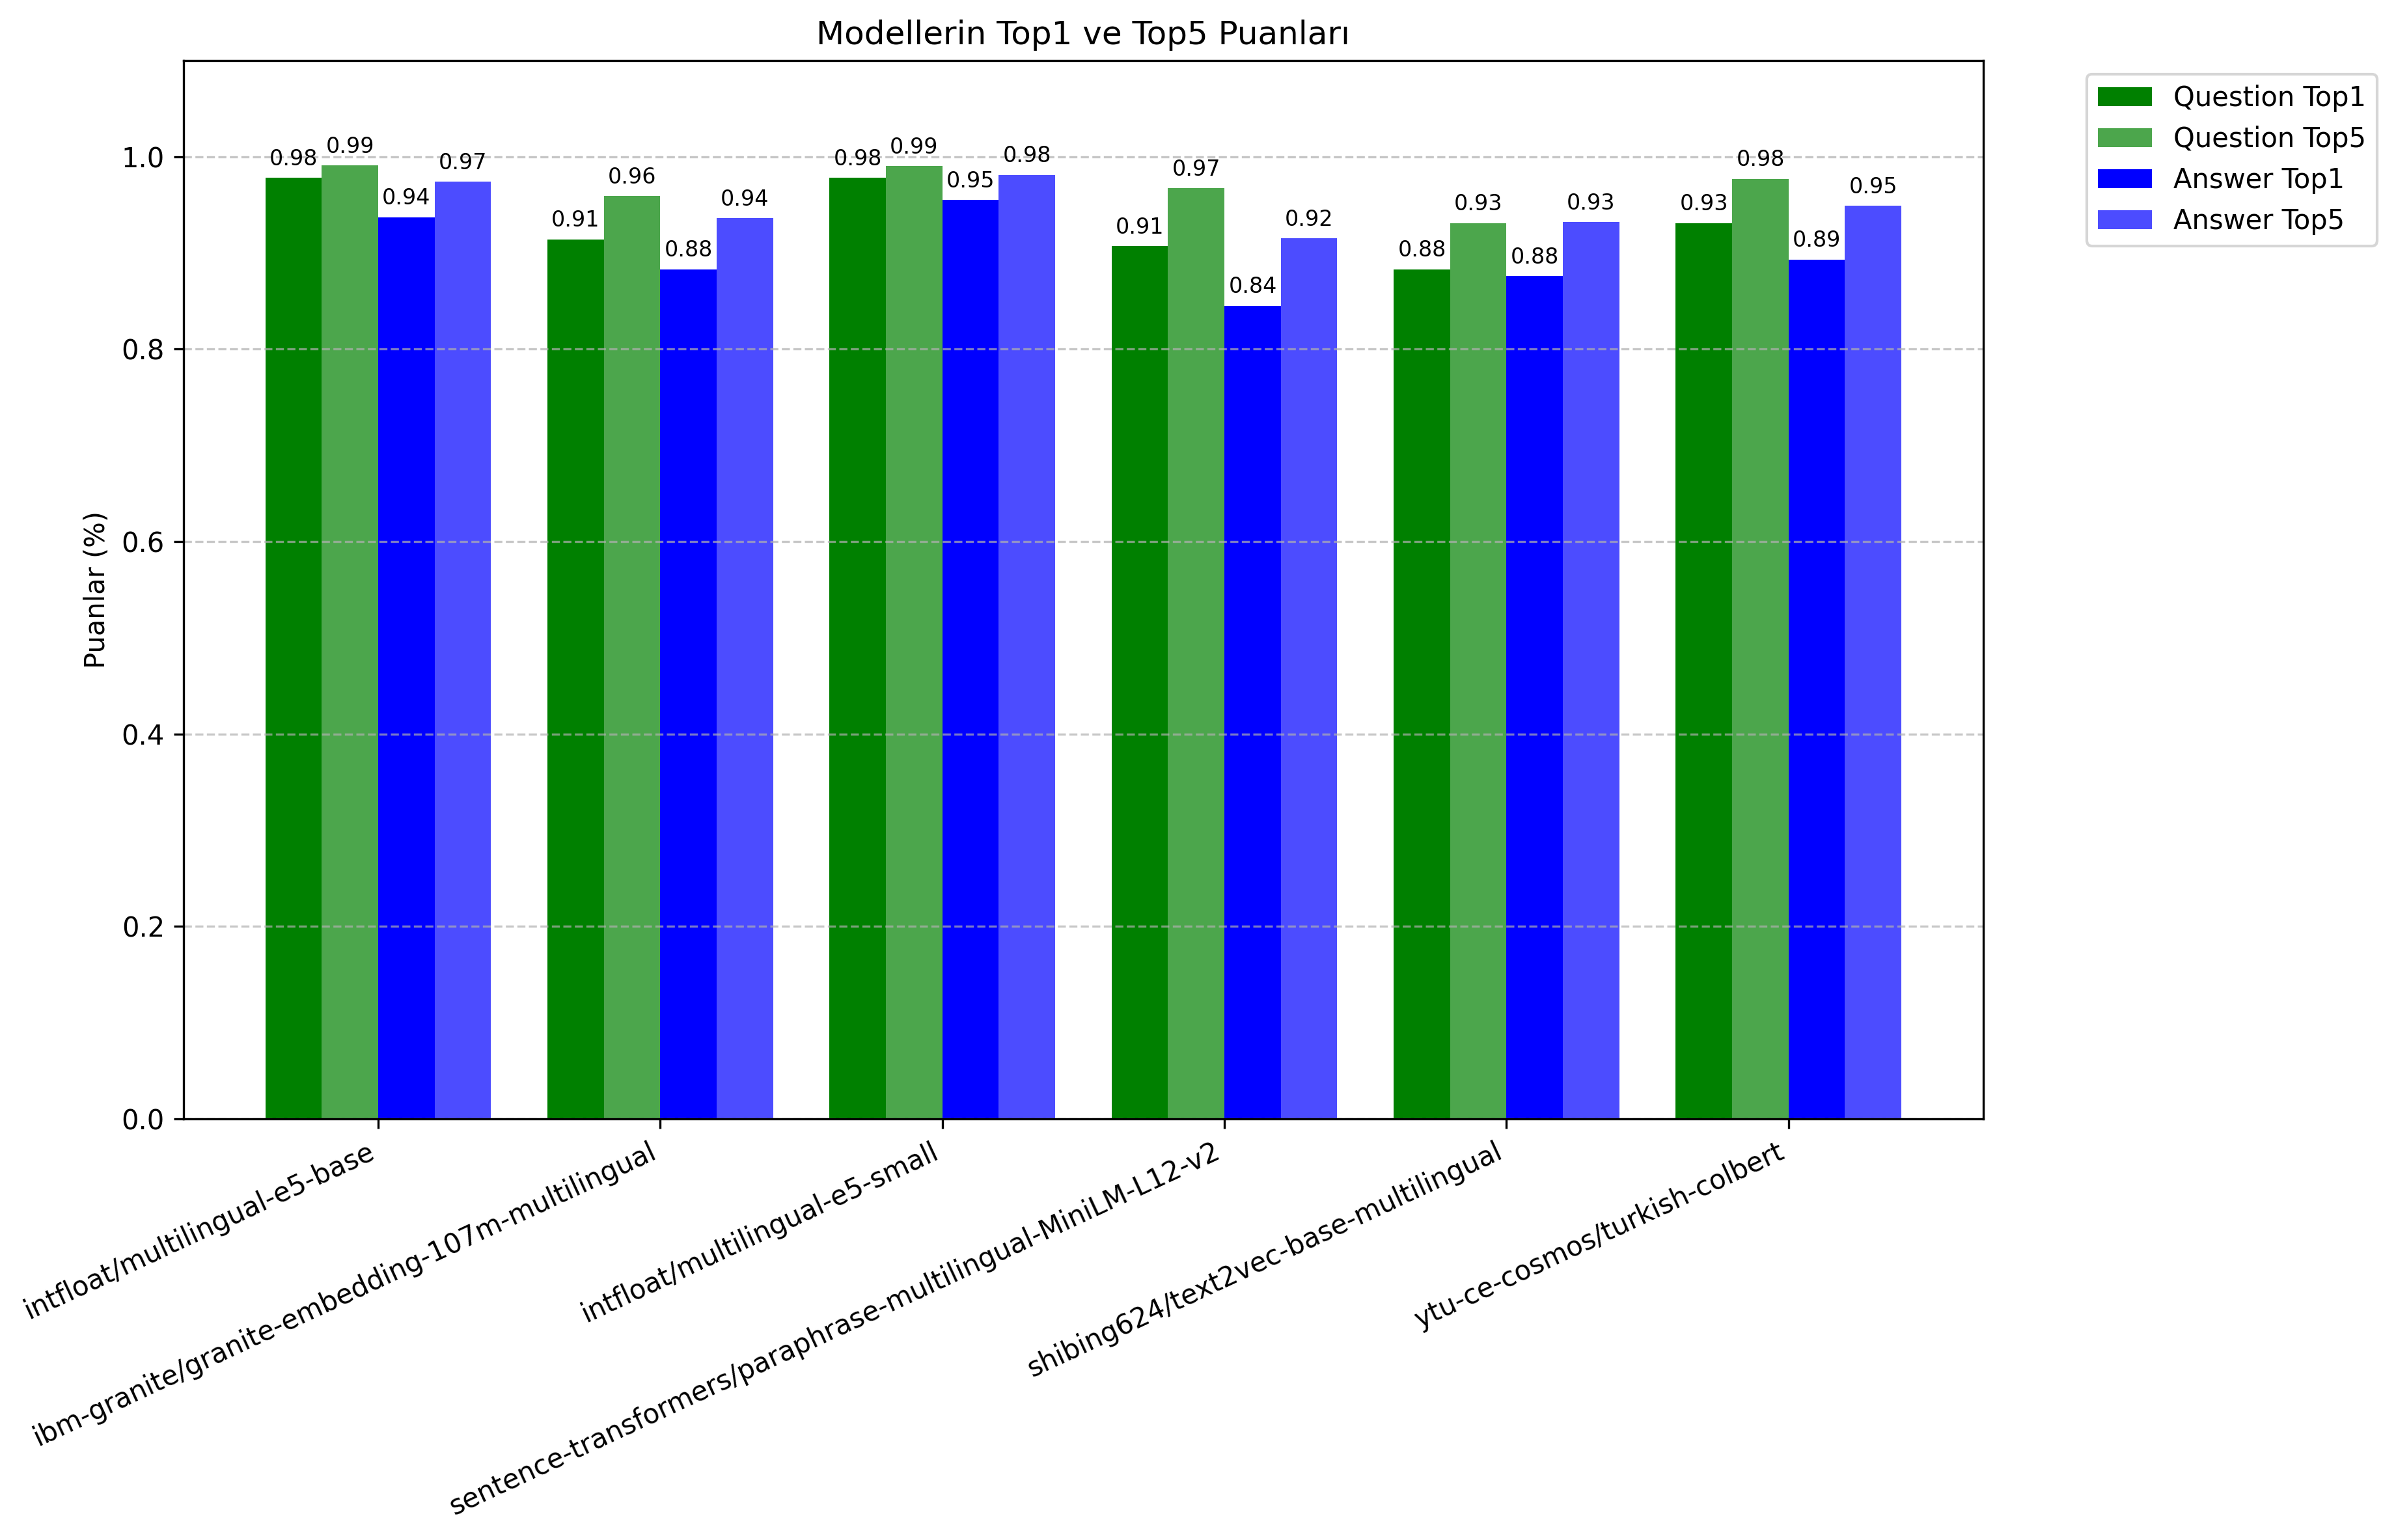 Modellerin Top1 ve Top5 Puanları
Question Top1
Question Top5
Answer Top1
Answer Top5
Puanlar (%)
1.0
0.8
0.6
0.4
0.2
0.0
0.98
0.99
0.94
0.97
0.91
0.96
0.88
0.94
0.98
0.99
0.95
0.98
0.91
0.97
0.84
0.92
0.88
0.93
0.88
0.93
0.93
0.98
0.89
0.95
intfloat/multilingual-e5-base
ibm-granite/granite-embedding-107m-multilingual
intfloat/multilingual-e5-small
sentence-transformers/paraphrase-multilingual-MiniLM-L12-v2
shibing624/text2vec-base-multilingual
ytu-ce-cosmos/turkish-colbert